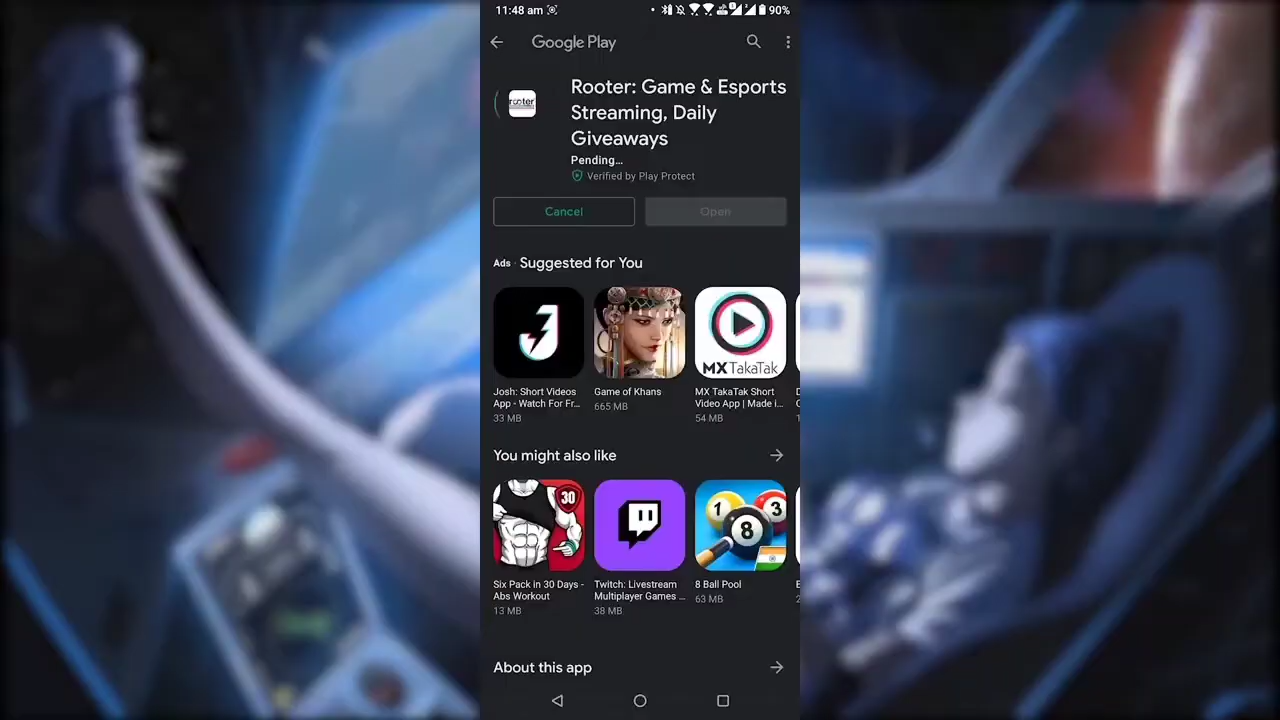 11:48 am
90%
Google Play
rooter
Rooter: Game & Esports
Streaming, Daily
Giveaways
Pending...
Verified by Play Protect
Cancel
Open
Ads · Suggested for You
MX TakaTak
Josh: Short Videos
App - Watch For Fr...
33 MB
Game of Khans
665 MB
MX TakaTak Short
Video App | Made i...
54 MB
You might also like
30
1
3
8
Six Pack in 30 Days -
Abs Workout
13 MB
Twitch: Livestream
Multiplayer Games ...
38 MB
8 Ball Pool
63 MB
About this app